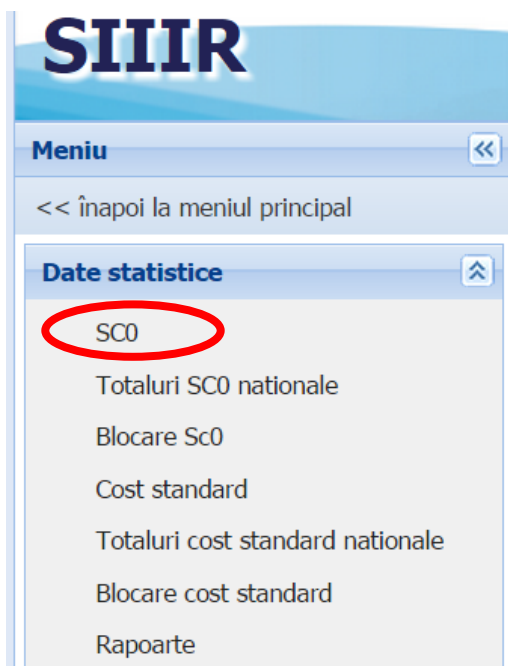 SIIIR
Meniu
<< înapoi la meniul principal
Date statistice
SC0
Totaluri SC0 nationale
Blocare Sc0
Cost standard
Totaluri cost standard nationale
Blocare cost standard
Rapoarte